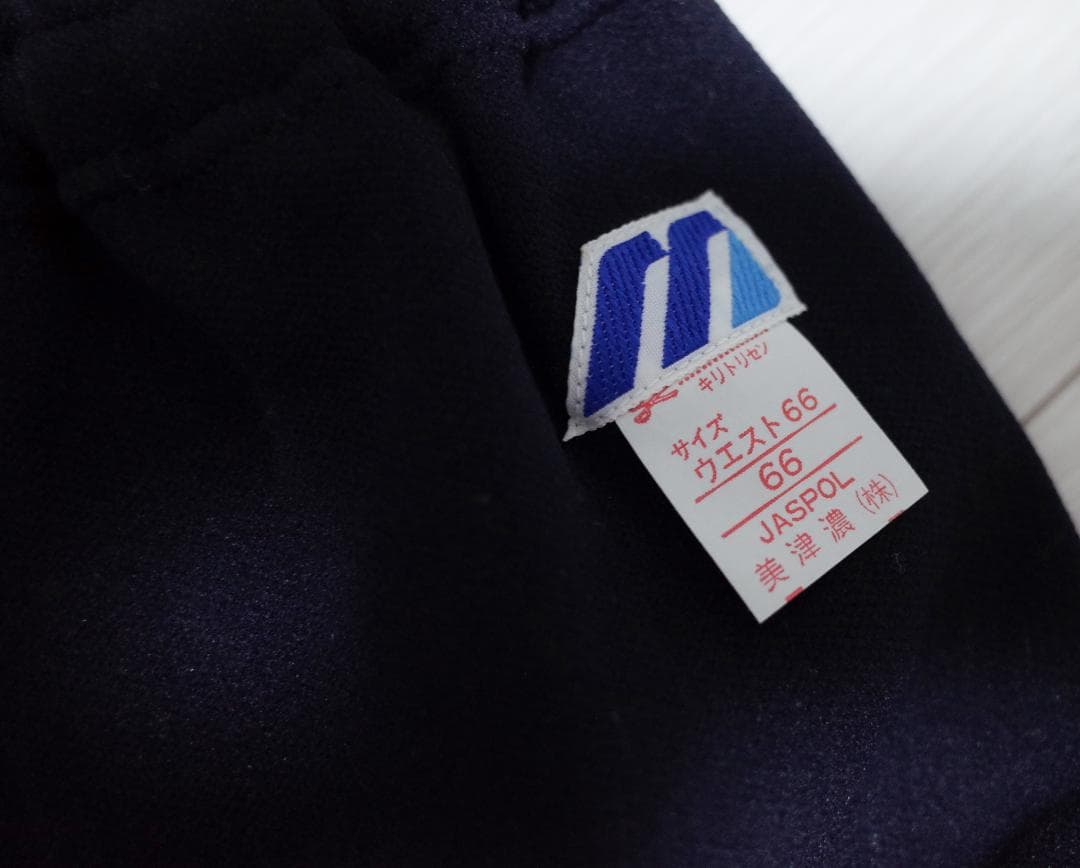 キリトリセン
サイズ
ウエスト66
66
JASPOL
美津濃(株)